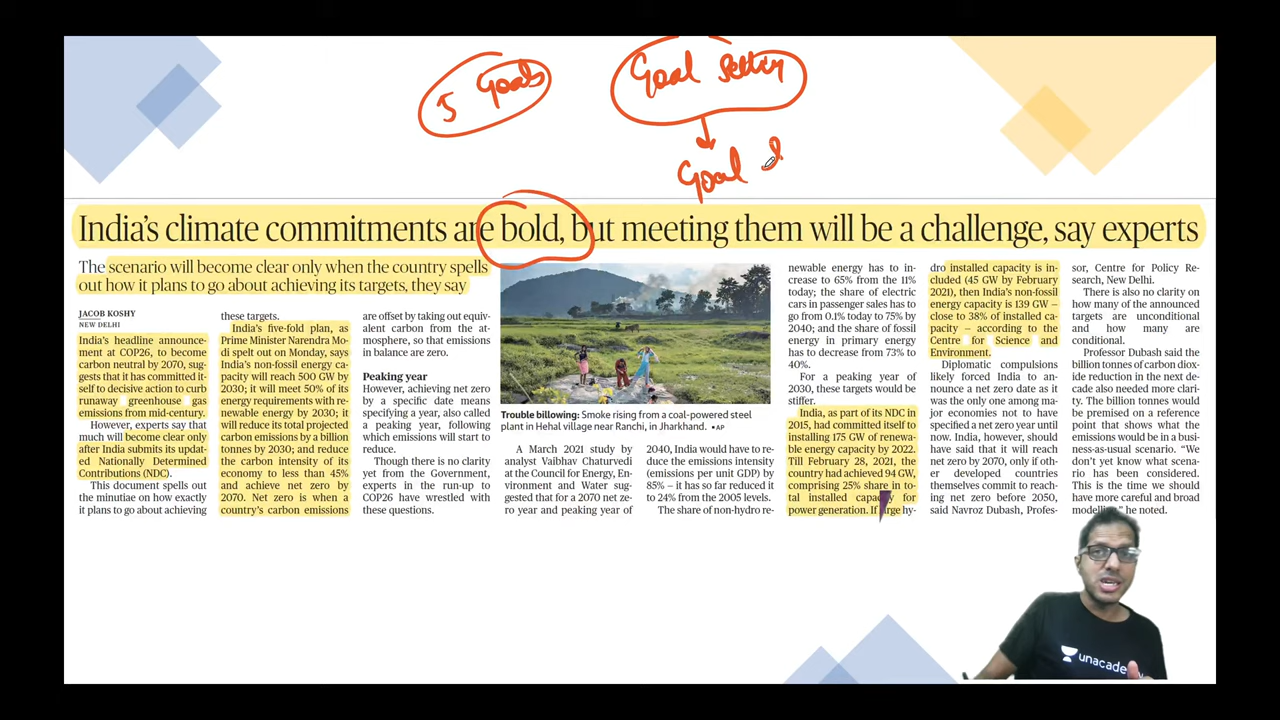 5 Goals
Goal Setting
Goal
India's climate commitments are bold, but meeting them will be a challenge, say experts
The scenario will become clear only when the country spells
out how it plans to go about achieving its targets, they say
JACOB KOSHY
NEW DELHI
India's headline announce-
ment at COP26, to become
carbon neutral by 2070, sug-
gests that it has committed it-
self to decisive action to curb
runaway greenhouse gas
emissions from mid-century.
However, experts say that
much will become clear only
after India submits its updat-
ed Nationally Determined
Contributions (NDC).
This document spells out
the minutiae on how exactly
it plans to go about achieving
these targets.
India's five-fold plan, as
Prime Minister Narendra Mo-
di spelt out on Monday, says
India's non-fossil energy ca-
pacity will reach 500 GW by
2030; it will meet 50% of its
energy requirements with re-
newable energy by 2030; it
will reduce its total projected
carbon emissions by a billion
tonnes by 2030; and reduce
the carbon intensity of its
economy to less than 45%
and achieve net zero by
2070. Net zero is when a
country's carbon emissions
are offset by taking out equiv-
alent carbon from the at-
mosphere, so that emissions
in balance are zero.
Peaking year
However, achieving net zero
by a specific date means
specifying a year, also called
a peaking year, following
which emissions will start to
reduce.
Though there is no clarity
yet from the Government,
experts in the run-up to
COP26 have wrestled with
these questions.
Trouble billowing: Smoke rising from a coal-powered steel
plant in Hehal village near Ranchi, in Jharkhand. •AP
A March 2021 study by
analyst Vaibhav Chaturvedi
at the Council for Energy, En-
vironment and Water sug-
gested that for a 2070 net ze-
ro year and peaking year of
2040, India would have to re-
duce the emissions intensity
(emissions per unit GDP) by
85% – it has so far reduced it
to 24% from the 2005 levels.
The share of non-hydro re-
newable energy has to in-
crease to 65% from the 11%
today; the share of electric
cars in passenger sales has to
go from 0.1% today to 75% by
2040; and the share of fossil
energy in primary energy
has to decrease from 73% to
40%.
For a peaking year of
2030, these targets would be
stiffer.
India, as part of its NDC in
2015, had committed itself to
installing 175 GW of renewa-
ble energy capacity by 2022.
Till February 28, 2021, the
country had achieved 94 GW,
comprising 25% share in to-
tal installed capacity for
power generation. If large hy-
dro installed capacity is in-
cluded (45 GW by February
2021), then India's non-fossil
energy capacity is 139 GW –
close to 38% of installed ca-
pacity – according to the
Centre for Science and
Environment.
Diplomatic compulsions
likely forced India to an-
nounce a net zero date as it
was the only one among ma-
jor economies not to have
specified a net zero year until
now. India, however, should
have said that it will reach
net zero by 2070, only if oth-
er developed countries
themselves commit to reach-
ing net zero before 2050,
said Navroz Dubash, Profes-
sor, Centre for Policy Re-
search, New Delhi.
There is also no clarity on
how many of the announced
targets are unconditional
and how many are
conditional.
Professor Dubash said the
billion tonnes of carbon diox-
ide reduction in the next de-
cade also needed more clari-
ty. The billion tonnes would
be premised on a reference
point that shows what the
emissions would be in a busi-
ness-as-usual scenario. "We
don't yet know what scena-
rio has been considered.
This is the time we should
have more careful and broad
modelling," he noted.
unacademy